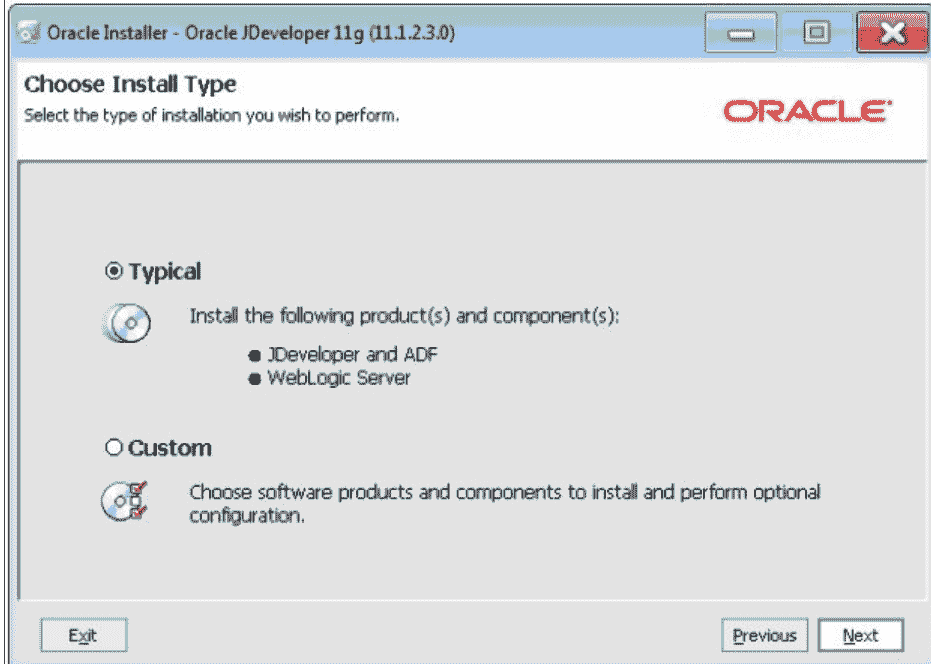 Oracle Installer - Oracle JDeveloper 11g (11.1.2.3.0)
Choose Install Type
Select the type of installation you wish to perform.
ORACLE
Typical
Install the following product(s) and component(s):
JDeveloper and ADF
WebLogic Server
Custom
Choose software products and components to install and perform optional
configuration.
Exit
Previous
Next